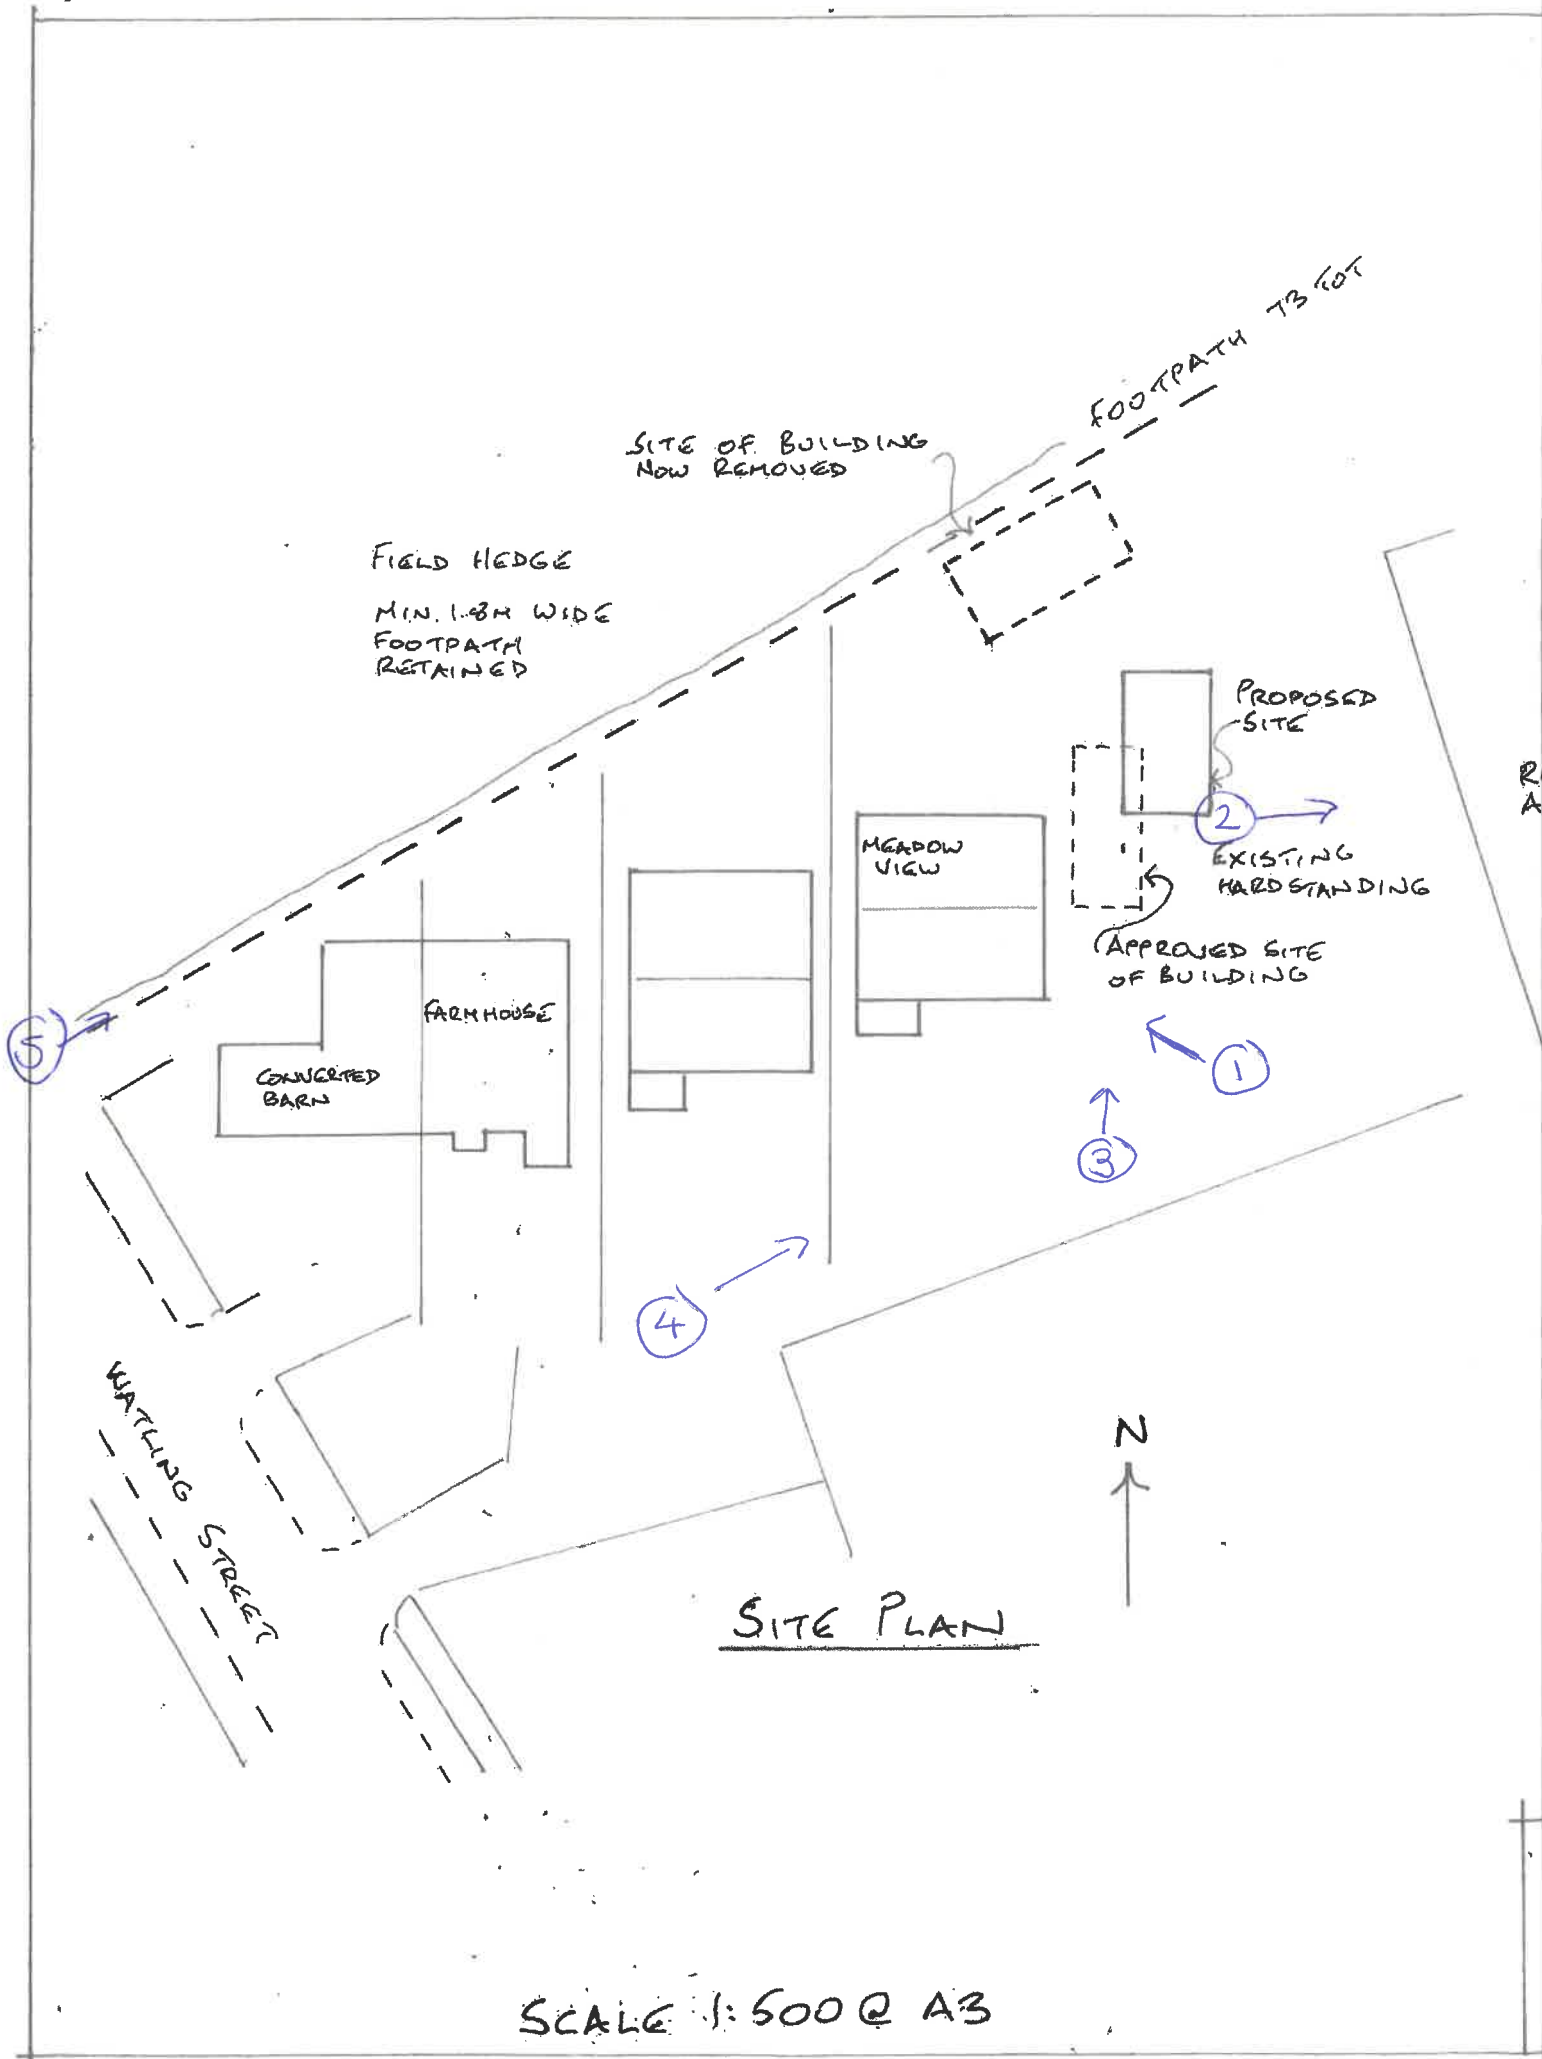 FOOTPATH TB TOT
SITE OF BUILDING
NOW REMOVED
FIELD HEDGE
MIN. 1.8M WIDE
FOOTPATH
RETAINED
PROPOSED
SITE
2
EXISTING
HARDSTANDING
MEADOW
VIEW
APPROVED SITE
OF BUILDING
FARMHOUSE
5
CONVERTED
BARN
1
3
4
WATLING STREET
N
SITE PLAN
SCALE 1:500 @ A3